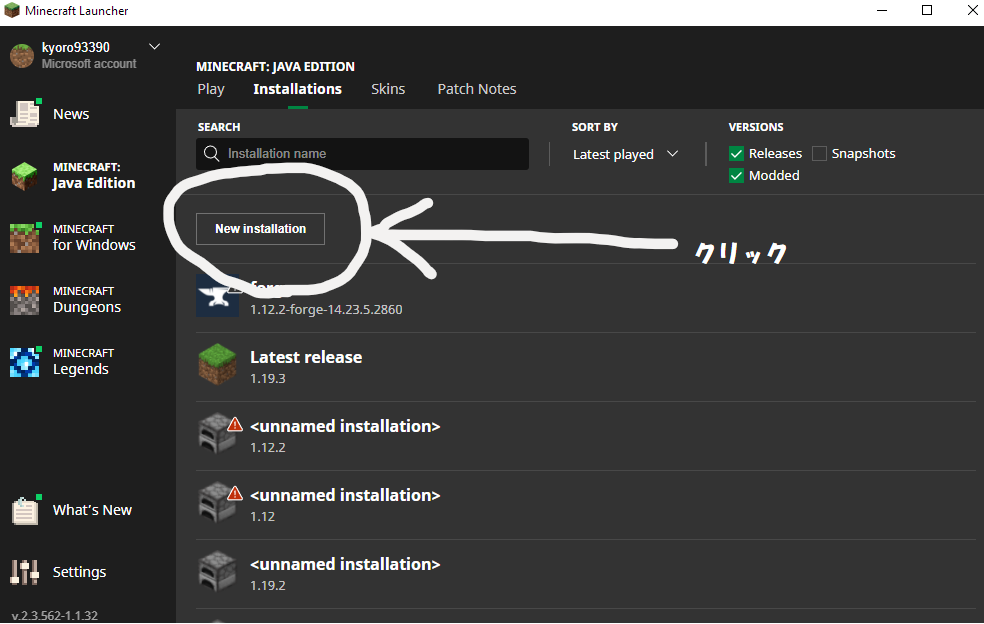 Minecraft Launcher
kyoro93390
Microsoft account
News
MINECRAFT:
Java Edition
MINECRAFT
for Windows
MINECRAFT
Dungeons
MINECRAFT
Legends
What's New
Settings
v.2.3.562-1.1.32
MINECRAFT: JAVA EDITION
Play Installations Skins Patch Notes
SEARCH SORT BY VERSIONS
Installation name Latest played Releases Snapshots
Modded
New installation
クリック
forge
1.12.2-forge-14.23.5.2860
Latest release
1.19.3
<unnamed installation>
1.12.2
<unnamed installation>
1.12
<unnamed installation>
1.19.2